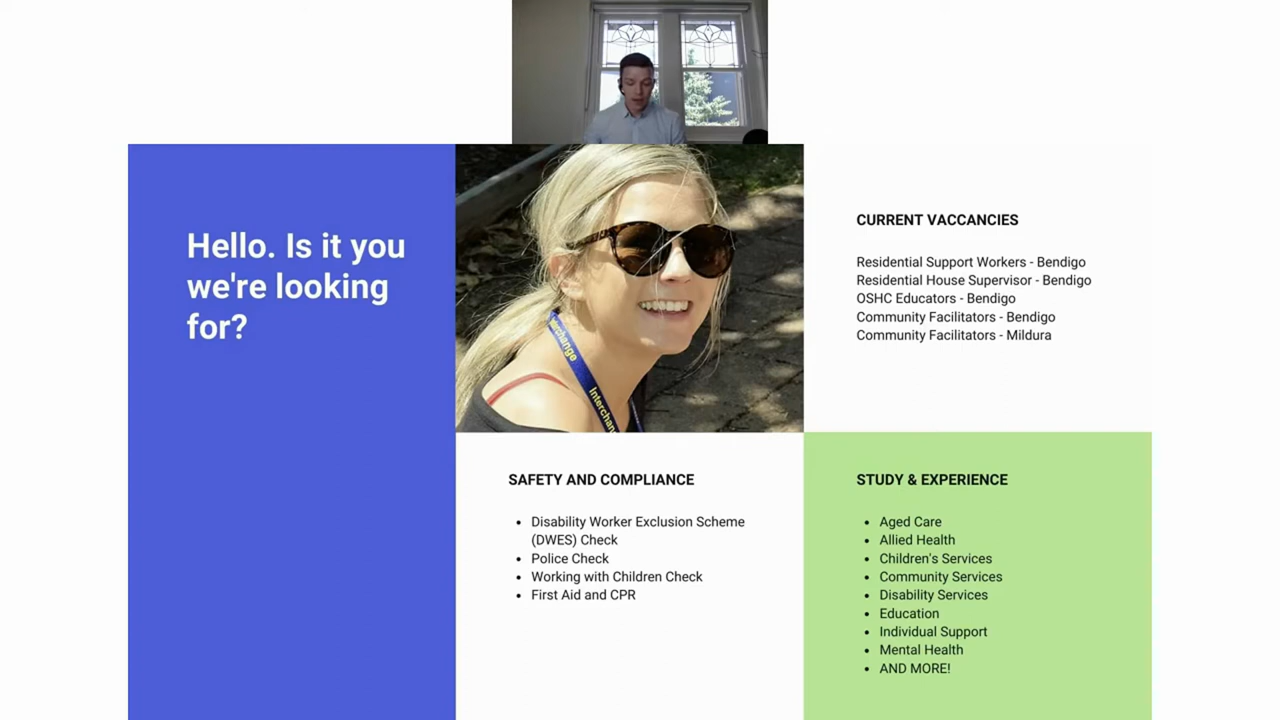 Hello. Is it you
we're looking
for?
Interchange
Interchan
CURRENT VACCANCIES
Residential Support Workers - Bendigo
Residential House Supervisor - Bendigo
OSHC Educators - Bendigo
Community Facilitators - Bendigo
Community Facilitators - Mildura
SAFETY AND COMPLIANCE
• Disability Worker Exclusion Scheme
(DWES) Check
• Police Check
• Working with Children Check
• First Aid and CPR
STUDY & EXPERIENCE
• Aged Care
• Allied Health
• Children's Services
• Community Services
• Disability Services
• Education
• Individual Support
• Mental Health
• AND MORE!